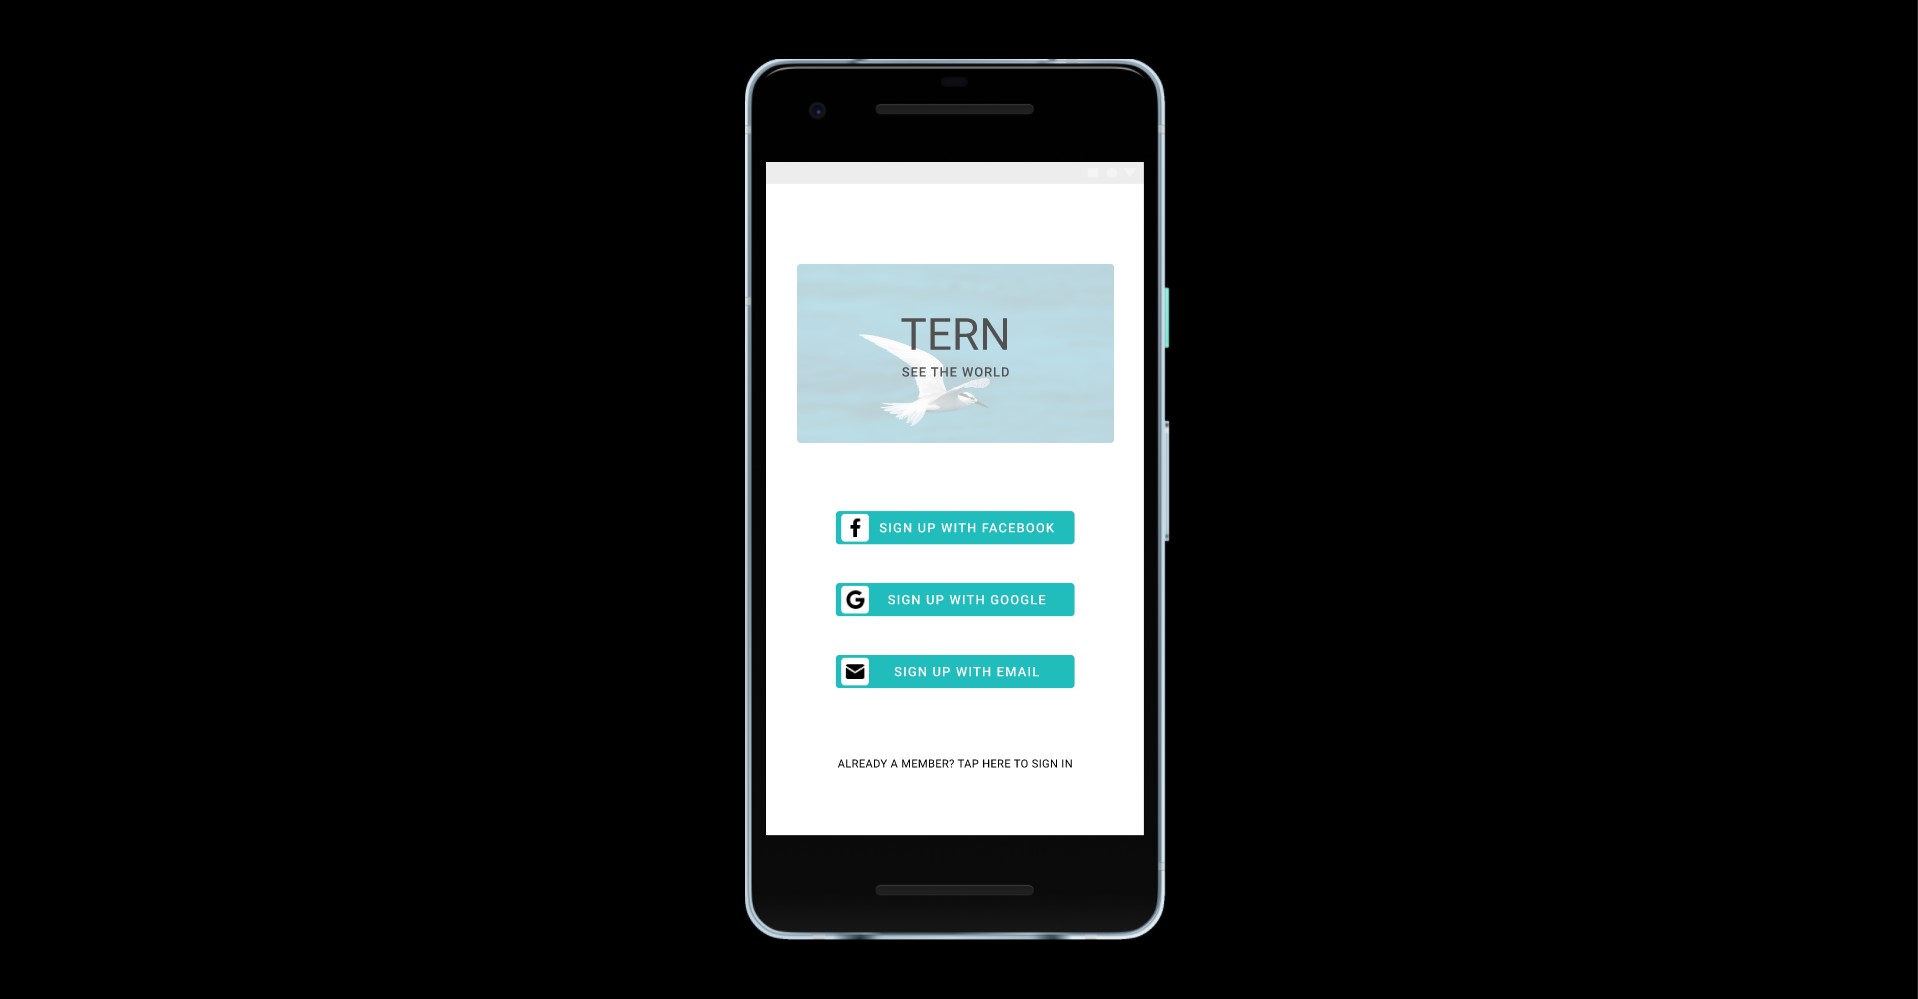 TERN
SEE THE WORLD
SIGN UP WITH FACEBOOK
SIGN UP WITH GOOGLE
SIGN UP WITH EMAIL
ALREADY A MEMBER? TAP HERE TO SIGN IN